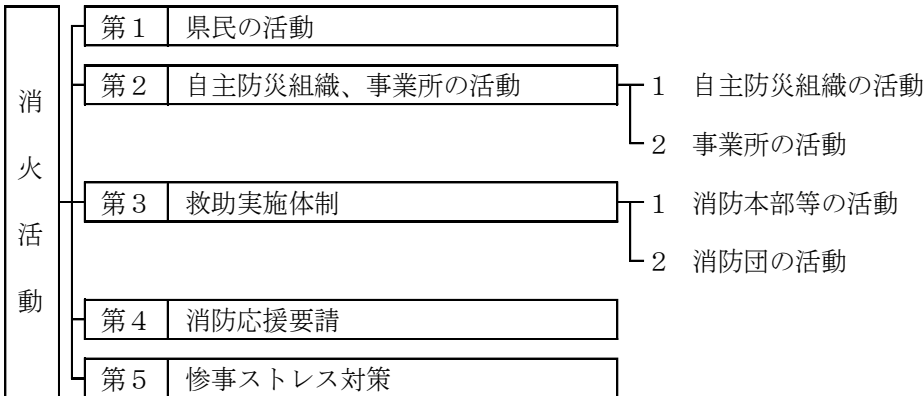 消火活動
第１ 県民の活動
第２ 自主防災組織、事業所の活動
１ 自主防災組織の活動
２ 事業所の活動
第３ 救助実施体制
１ 消防本部等の活動
２ 消防団の活動
第４ 消防応援要請
第５ 惨事ストレス対策